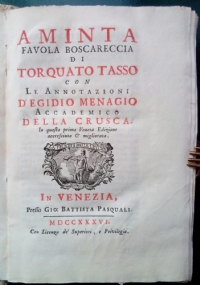 AMINTA
FAVOLA BOSCARECCIA
DI
TORQUATO TASSO
CON
LE ANNOTAZIONI
D'EGIDIO MENAGIO
ACCADEMICO
DELLA CRUSCA.
In questa prima Veneta Edizione
accresciute e migliorate.
IN VENEZIA,
Presso GIO: BATTISTA PASQUALI.
MDCCXXXVI.
Con Licenza de' Superiori, e Privilegio.